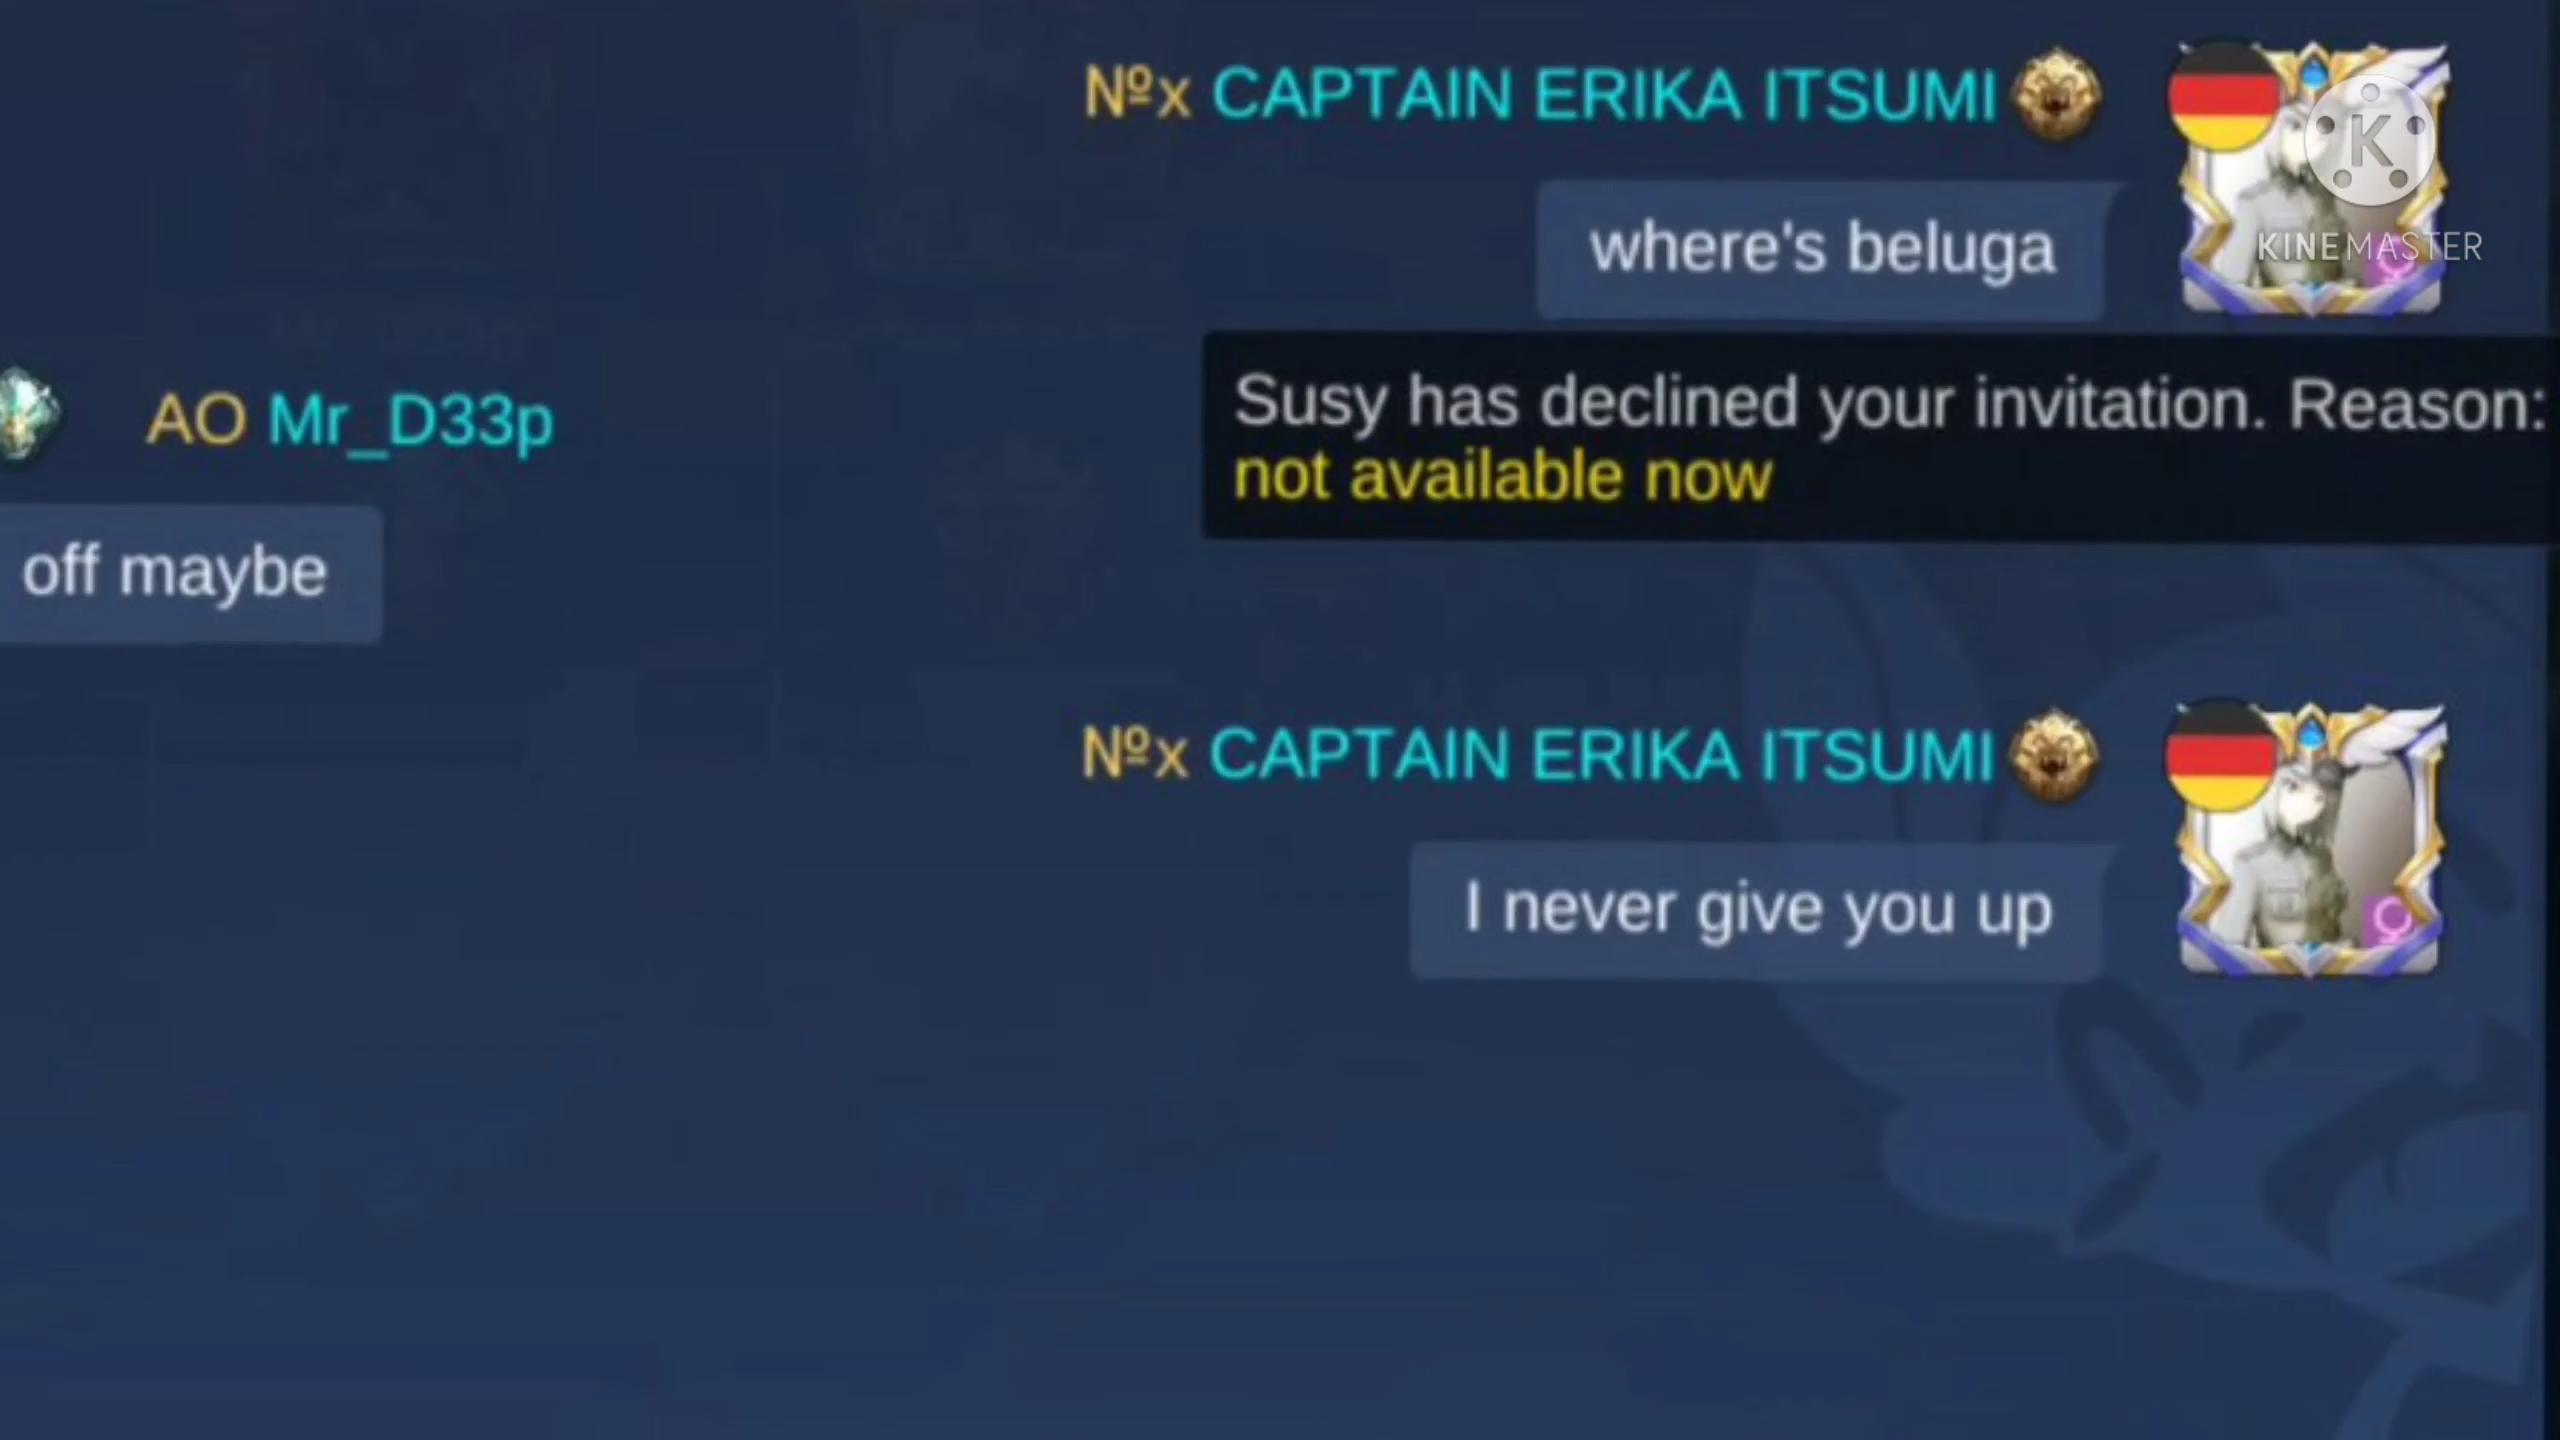 Nºx CAPTAIN ERIKA ITSUMI
where's beluga
KINEMASTER
Susy has declined your invitation. Reason:
not available now
AO Mr_D33p
off maybe
Nºx CAPTAIN ERIKA ITSUMI
I never give you up